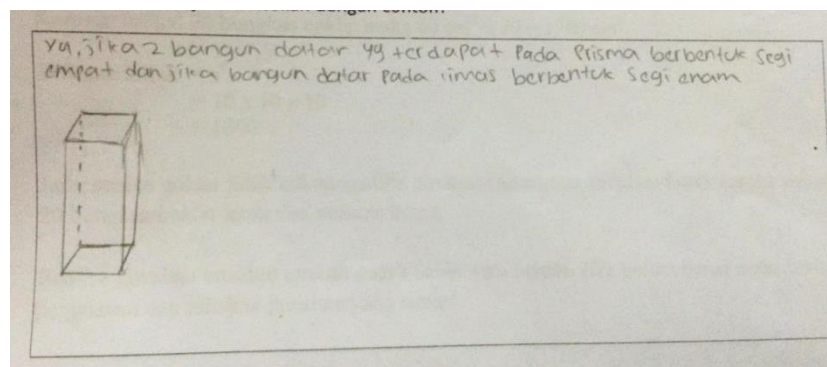 ya, jika 2 bangun datar yg terdapat pada Prisma berbentuk segi
empat dan jika bangun datar pada limas berbentuk segi enam